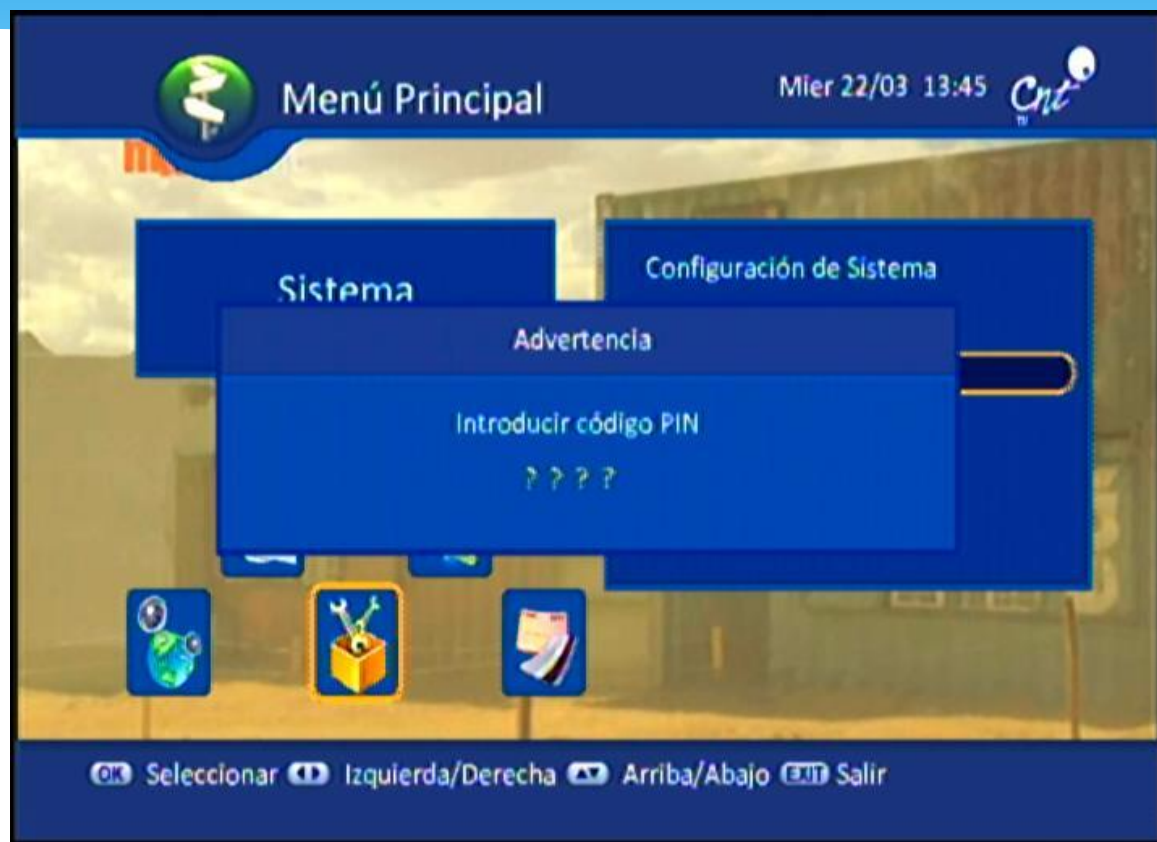 Menú Principal
Mier 22/03 13:45
Cnt
TV
Sistema
Configuración de Sistema
Advertencia
Introducir código PIN
? ? ? ?
OK Seleccionar Izquierda/Derecha Arriba/Abajo EXIT Salir